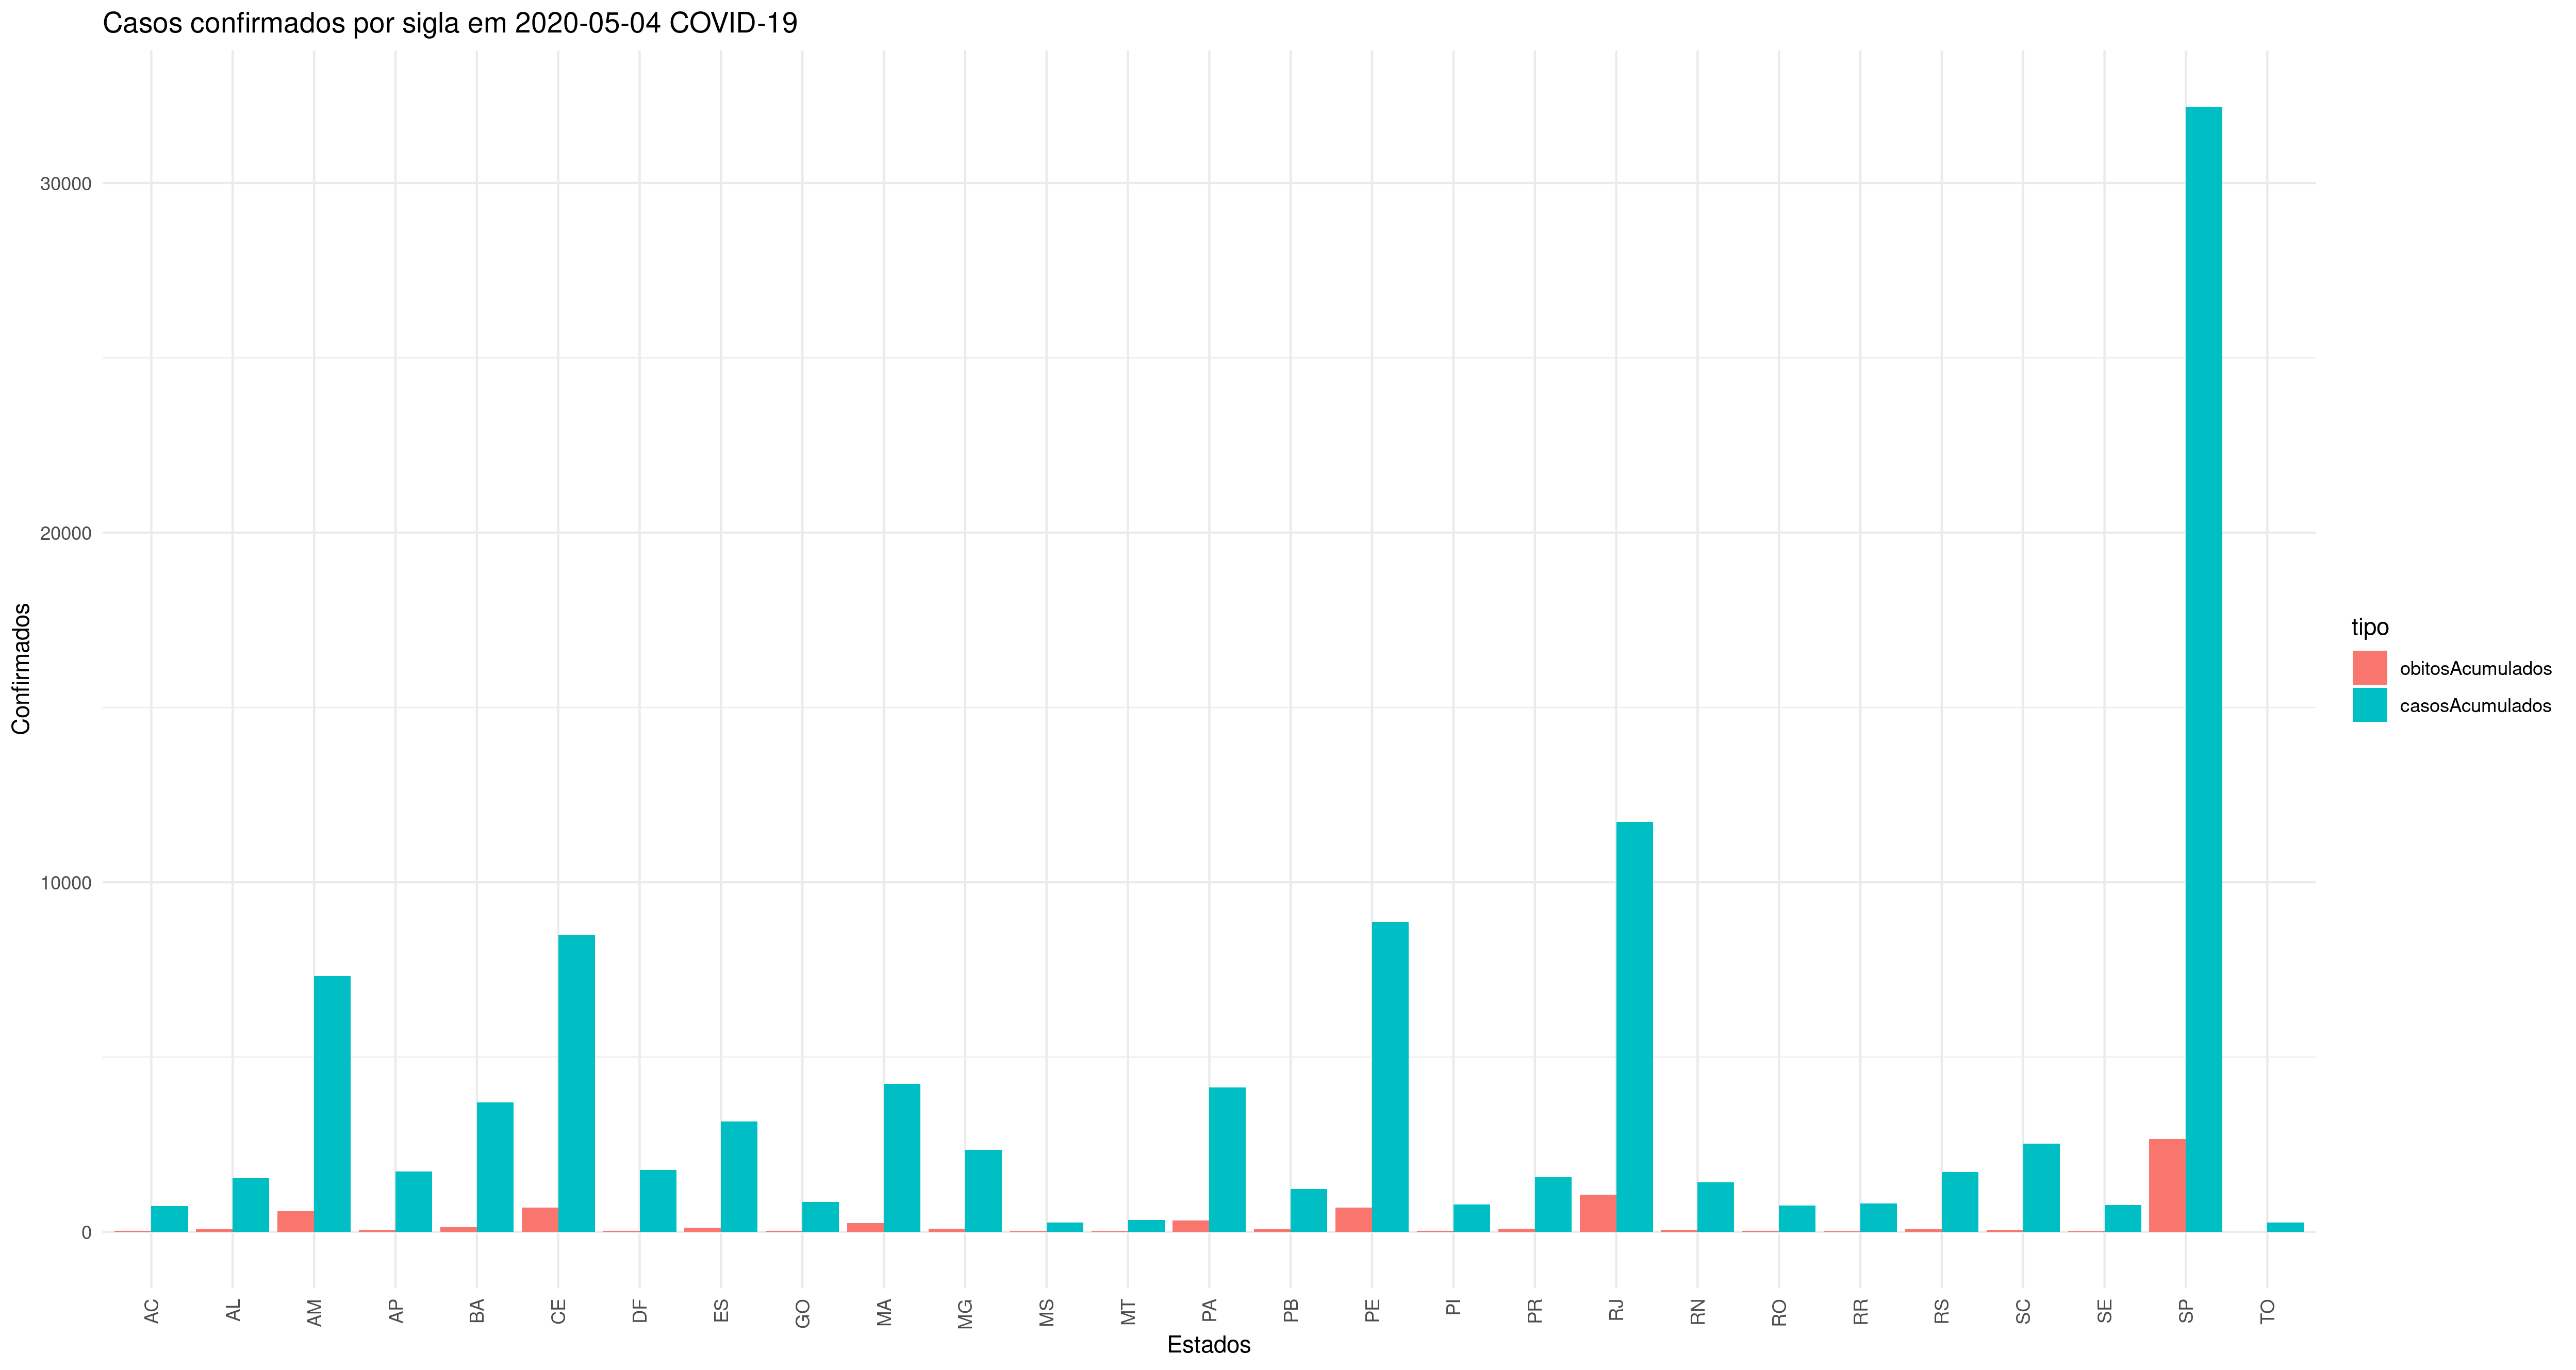 Casos confirmados por sigla em 2020-05-04 COVID-19
Confirmados
30000
20000
10000
0
AC AL AM AP BA CE DF ES GO MA MG MS MT PA PB PE PI PR RJ RN RO RR RS SC SE SP TO
Estados
tipo
obitosAcumulados
casosAcumulados